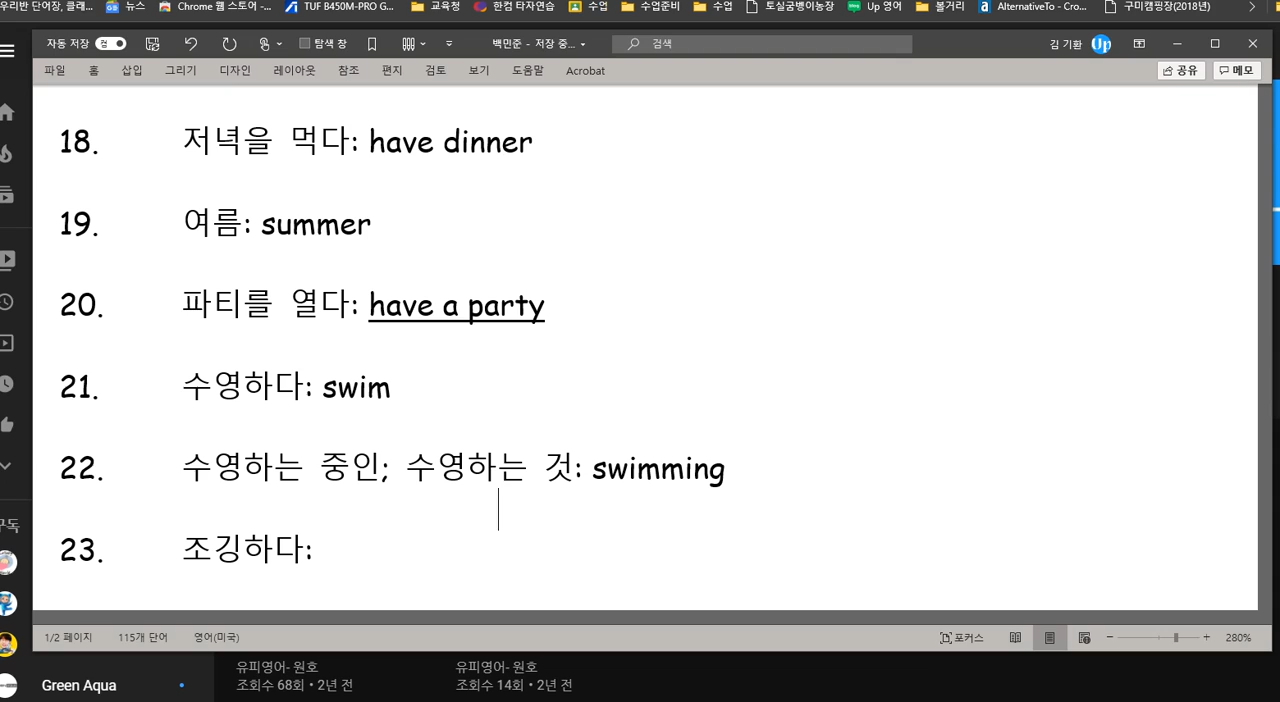 우리반 단어장, 클래... 뉴스 Chrome 웹 스토어 -... TUF B450M-PRO G... 교육청 한컴 타자연습 수업 수업준비 수업 토실굼벵이농장 Up 영어 볼거리 AlternativeTo - Cro... 구미캠핑장(2018년)
자동 저장 켬 탐색 창 백민준 - 저장 중... 검색 김 기환 Up
파일 홈 삽입 그리기 디자인 레이아웃 참조 편지 검토 보기 도움말 Acrobat 공유 메모
18. 저녁을 먹다: have dinner
19. 여름: summer
20. 파티를 열다: have a party
21. 수영하다: swim
22. 수영하는 중인; 수영하는 것: swimming
23. 조깅하다:
구독
1/2 페이지 115개 단어 영어(미국) 포커스 280%
유피영어- 원호 유피영어- 원호
Green Aqua 조회수 68회 • 2년 전 조회수 14회 • 2년 전